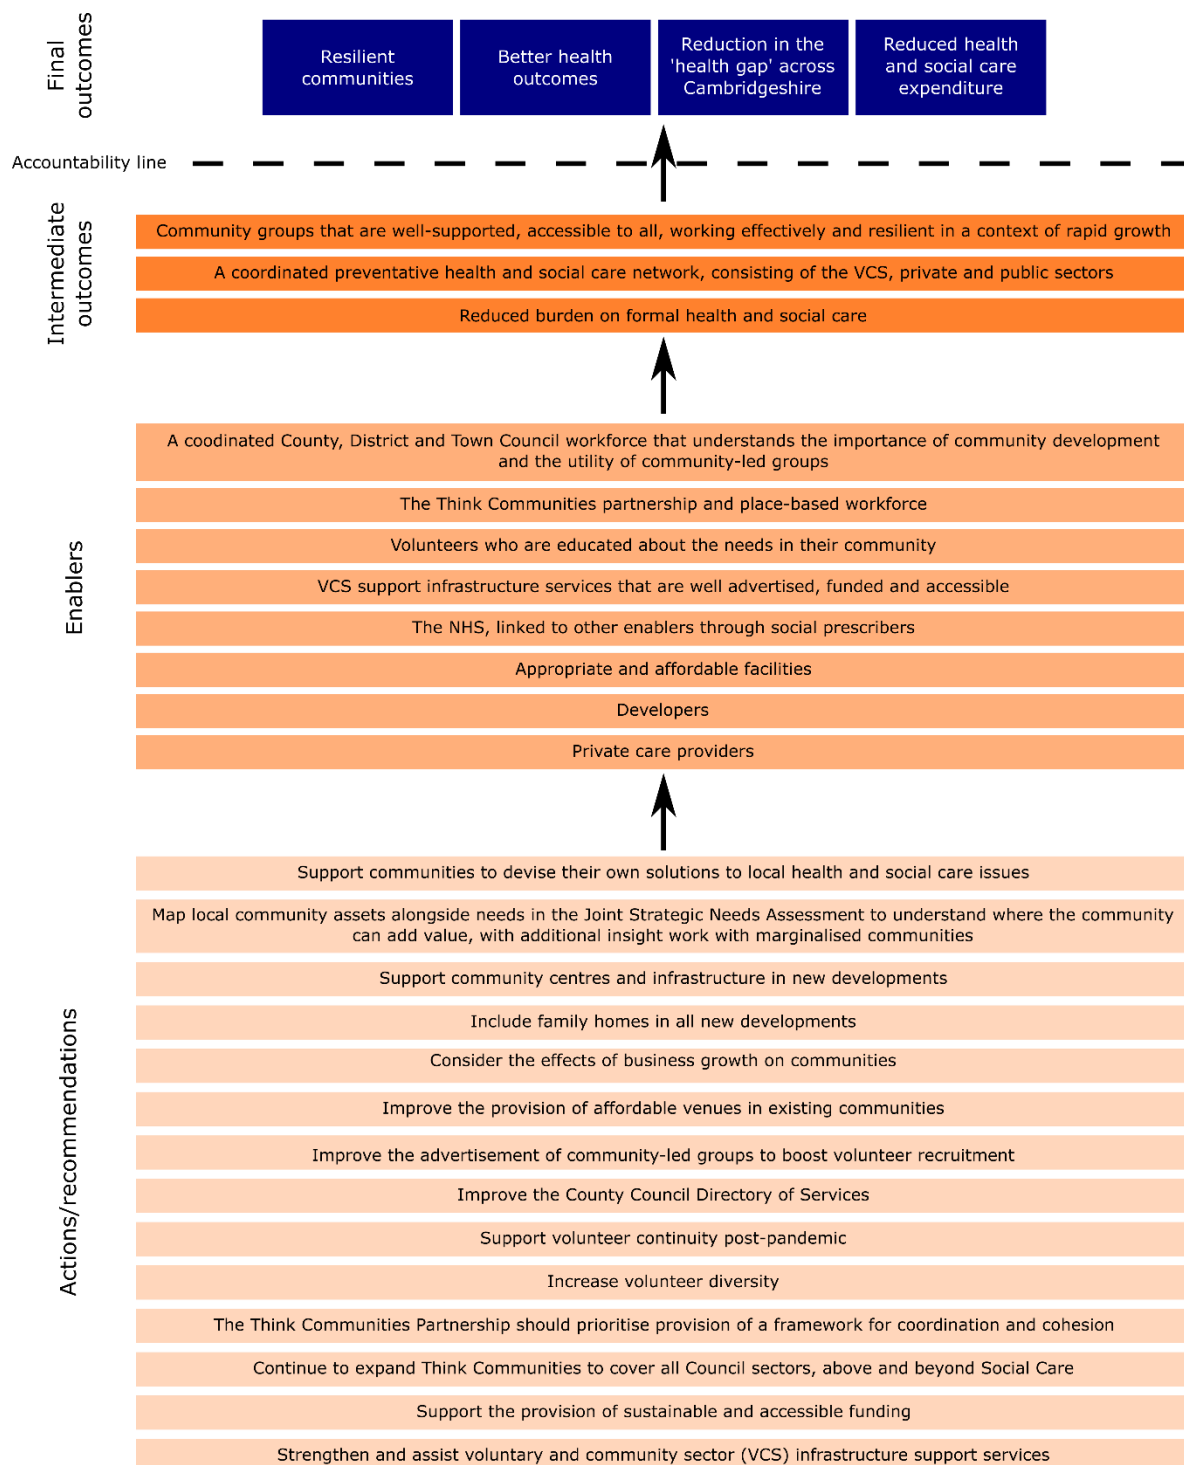 Final
outcomes
Resilient
communities
Better health
outcomes
Reduction in the
'health gap' across
Cambridgeshire
Reduced health
and social care
expenditure
Accountability line
Intermediate
outcomes
Community groups that are well-supported, accessible to all, working effectively and resilient in a context of rapid growth
A coordinated preventative health and social care network, consisting of the VCS, private and public sectors
Reduced burden on formal health and social care
Enablers
A coodinated County, District and Town Council workforce that understands the importance of community development
and the utility of community-led groups
The Think Communities partnership and place-based workforce
Volunteers who are educated about the needs in their community
VCS support infrastructure services that are well advertised, funded and accessible
The NHS, linked to other enablers through social prescribers
Appropriate and affordable facilities
Developers
Private care providers
Actions/recommendations
Support communities to devise their own solutions to local health and social care issues
Map local community assets alongside needs in the Joint Strategic Needs Assessment to understand where the community
can add value, with additional insight work with marginalised communities
Support community centres and infrastructure in new developments
Include family homes in all new developments
Consider the effects of business growth on communities
Improve the provision of affordable venues in existing communities
Improve the advertisement of community-led groups to boost volunteer recruitment
Improve the County Council Directory of Services
Support volunteer continuity post-pandemic
Increase volunteer diversity
The Think Communities Partnership should prioritise provision of a framework for coordination and cohesion
Continue to expand Think Communities to cover all Council sectors, above and beyond Social Care
Support the provision of sustainable and accessible funding
Strengthen and assist voluntary and community sector (VCS) infrastructure support services